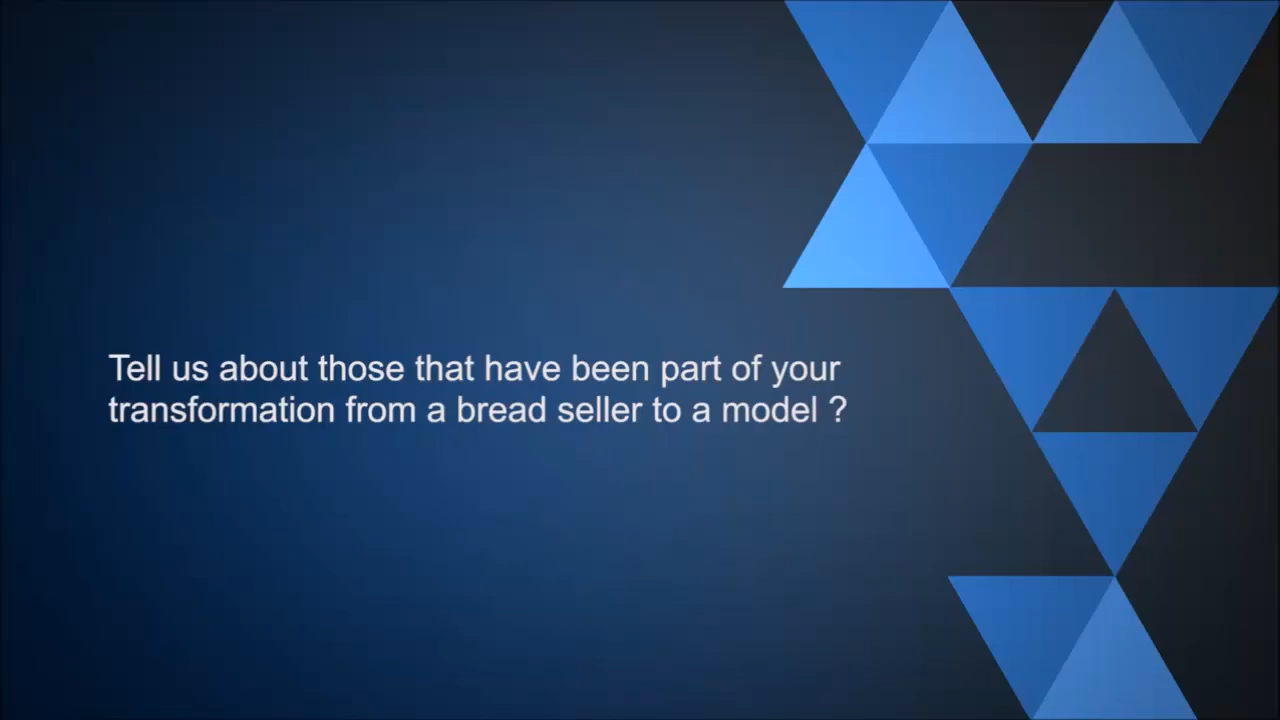 Tell us about those that have been part of your
transformation from a bread seller to a model ?